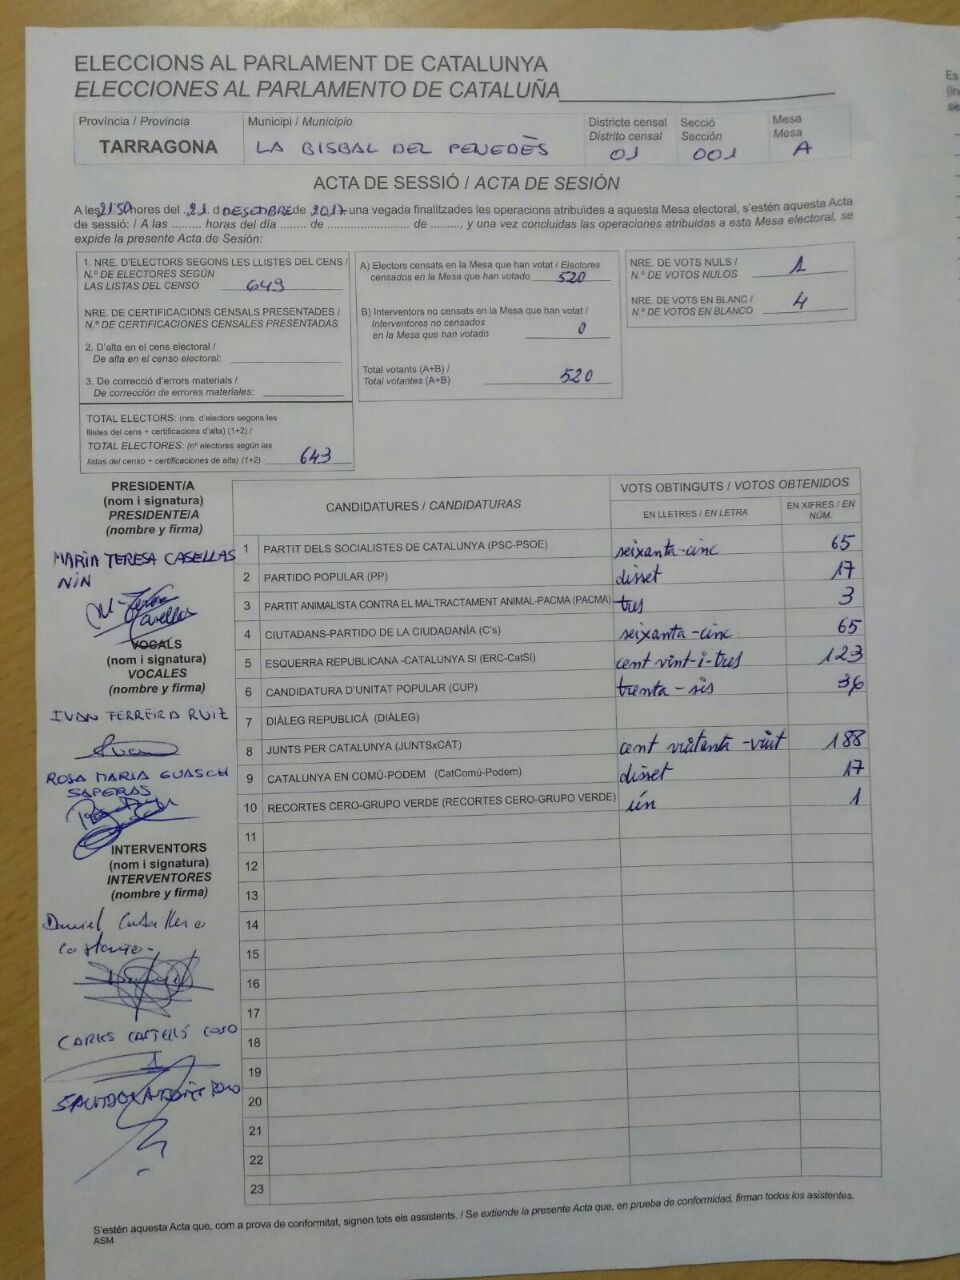 ELECCIONS AL PARLAMENT DE CATALUNYA
ELECCIONES AL PARLAMENTO DE CATALUÑA
Província / Provincia
TARRAGONA
Municipi / Municipio
LA BISBAL DEL PENEDÈS
Districte censal
Distrito censal
01
Secció
Sección
001
Mesa
Mesa
A
ACTA DE SESSIÓ / ACTA DE SESIÓN
A les 21:50 hores del 21 d DESEMBRE de 2017 una vegada finalitzades les operacions atribuïdes a aquesta Mesa electoral, s'estén aquesta Acta
de sessió: / A las ......... horas del día ....... de ........................ de ........, y una vez concluidas las operaciones atribuidas a esta Mesa electoral, se
expide la presente Acta de Sesión:
1. NRE. D'ELECTORS SEGONS LES LLISTES DEL CENS /
N.º DE ELECTORES SEGÚN
LAS LISTAS DEL CENSO 643
NRE. DE CERTIFICACIONS CENSALS PRESENTADES /
N.º DE CERTIFICACIONES CENSALES PRESENTADAS
2. D'alta en el cens electoral /
De alta en el censo electoral:
3. De correcció d'errors materials /
De corrección de errores materiales:
TOTAL ELECTORS: (nre. d'electors segons les
llistes del cens + certificacions d'alta) (1+2) /
TOTAL ELECTORES: (nº electores según las
listas del censo + certificaciones de alta) (1+2) 643
A) Electors censats en la Mesa que han votat / Electores
censados en la Mesa que han votado 520
B) Interventors no censats en la Mesa que han votat /
Interventores no censados
en la Mesa que han votado 0
Total votants (A+B) /
Total votantes (A+B) 520
NRE. DE VOTS NULS /
N.º DE VOTOS NULOS 1
NRE. DE VOTS EN BLANC /
N.º DE VOTOS EN BLANCO 4
PRESIDENT/A
(nom i signatura)
PRESIDENTE/A
(nombre y firma)
MARIA TERESA CASELLAS
NIN
VOCALS
(nom i signatura)
VOCALES
(nombre y firma)
IVAN FERREIRA RUIZ
ROSA MARIA GUASCH
SAPERAS
INTERVENTORS
(nom i signatura)
INTERVENTORES
(nombre y firma)
Daniel
CARLES CASTELLÓ
CANDIDATURES / CANDIDATURAS
VOTS OBTINGUTS / VOTOS OBTENIDOS
EN LLETRES / EN LETRA
EN XIFRES / EN
NÚM.
1 PARTIT DELS SOCIALISTES DE CATALUNYA (PSC-PSOE) seixanta-cinc 65
2 PARTIDO POPULAR (PP) disset 17
3 PARTIT ANIMALISTA CONTRA EL MALTRACTAMENT ANIMAL-PACMA (PACMA) tres 3
4 CIUTADANS-PARTIDO DE LA CIUDADANÍA (C's) seixanta-cinc 65
5 ESQUERRA REPUBLICANA -CATALUNYA SI (ERC-CatSí) cent vint-i-tres 123
6 CANDIDATURA D'UNITAT POPULAR (CUP) trenta-sis 36
7 DIÀLEG REPUBLICÀ (DIÀLEG)
8 JUNTS PER CATALUNYA (JUNTSxCAT) cent vuitanta-vuit 188
9 CATALUNYA EN COMÚ-PODEM (CatComú-Podem) disset 17
10 RECORTES CERO-GRUPO VERDE (RECORTES CERO-GRUPO VERDE) ún 1
11
12
13
14
15
16
17
18
19
20
21
22
23
S'estén aquesta Acta que, com a prova de conformitat, signen tots els assistents. / Se extiende la presente Acta que, en prueba de conformidad, firman todos los asistentes.
ASM